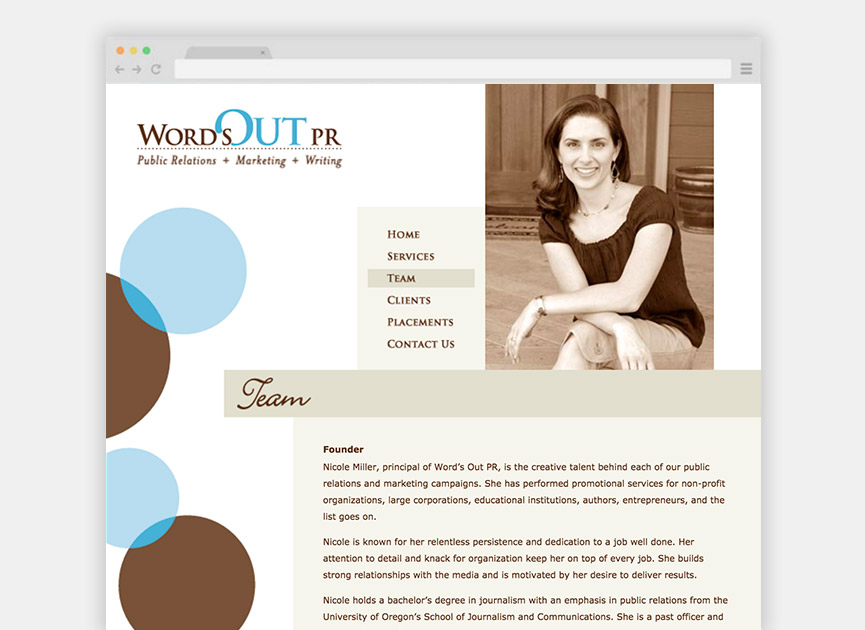 WORD'S OUT PR
Public Relations + Marketing + Writing
HOME
SERVICES
TEAM
CLIENTS
PLACEMENTS
CONTACT US
Team
Founder
Nicole Miller, principal of Word’s Out PR, is the creative talent behind each of our public
relations and marketing campaigns. She has performed promotional services for non-profit
organizations, large corporations, educational institutions, authors, entrepreneurs, and the
list goes on.
Nicole is known for her relentless persistence and dedication to a job well done. Her
attention to detail and knack for organization keep her on top of every job. She builds
strong relationships with the media and is motivated by her desire to deliver results.
Nicole holds a bachelor’s degree in journalism with an emphasis in public relations from the
University of Oregon’s School of Journalism and Communications. She is a past officer and